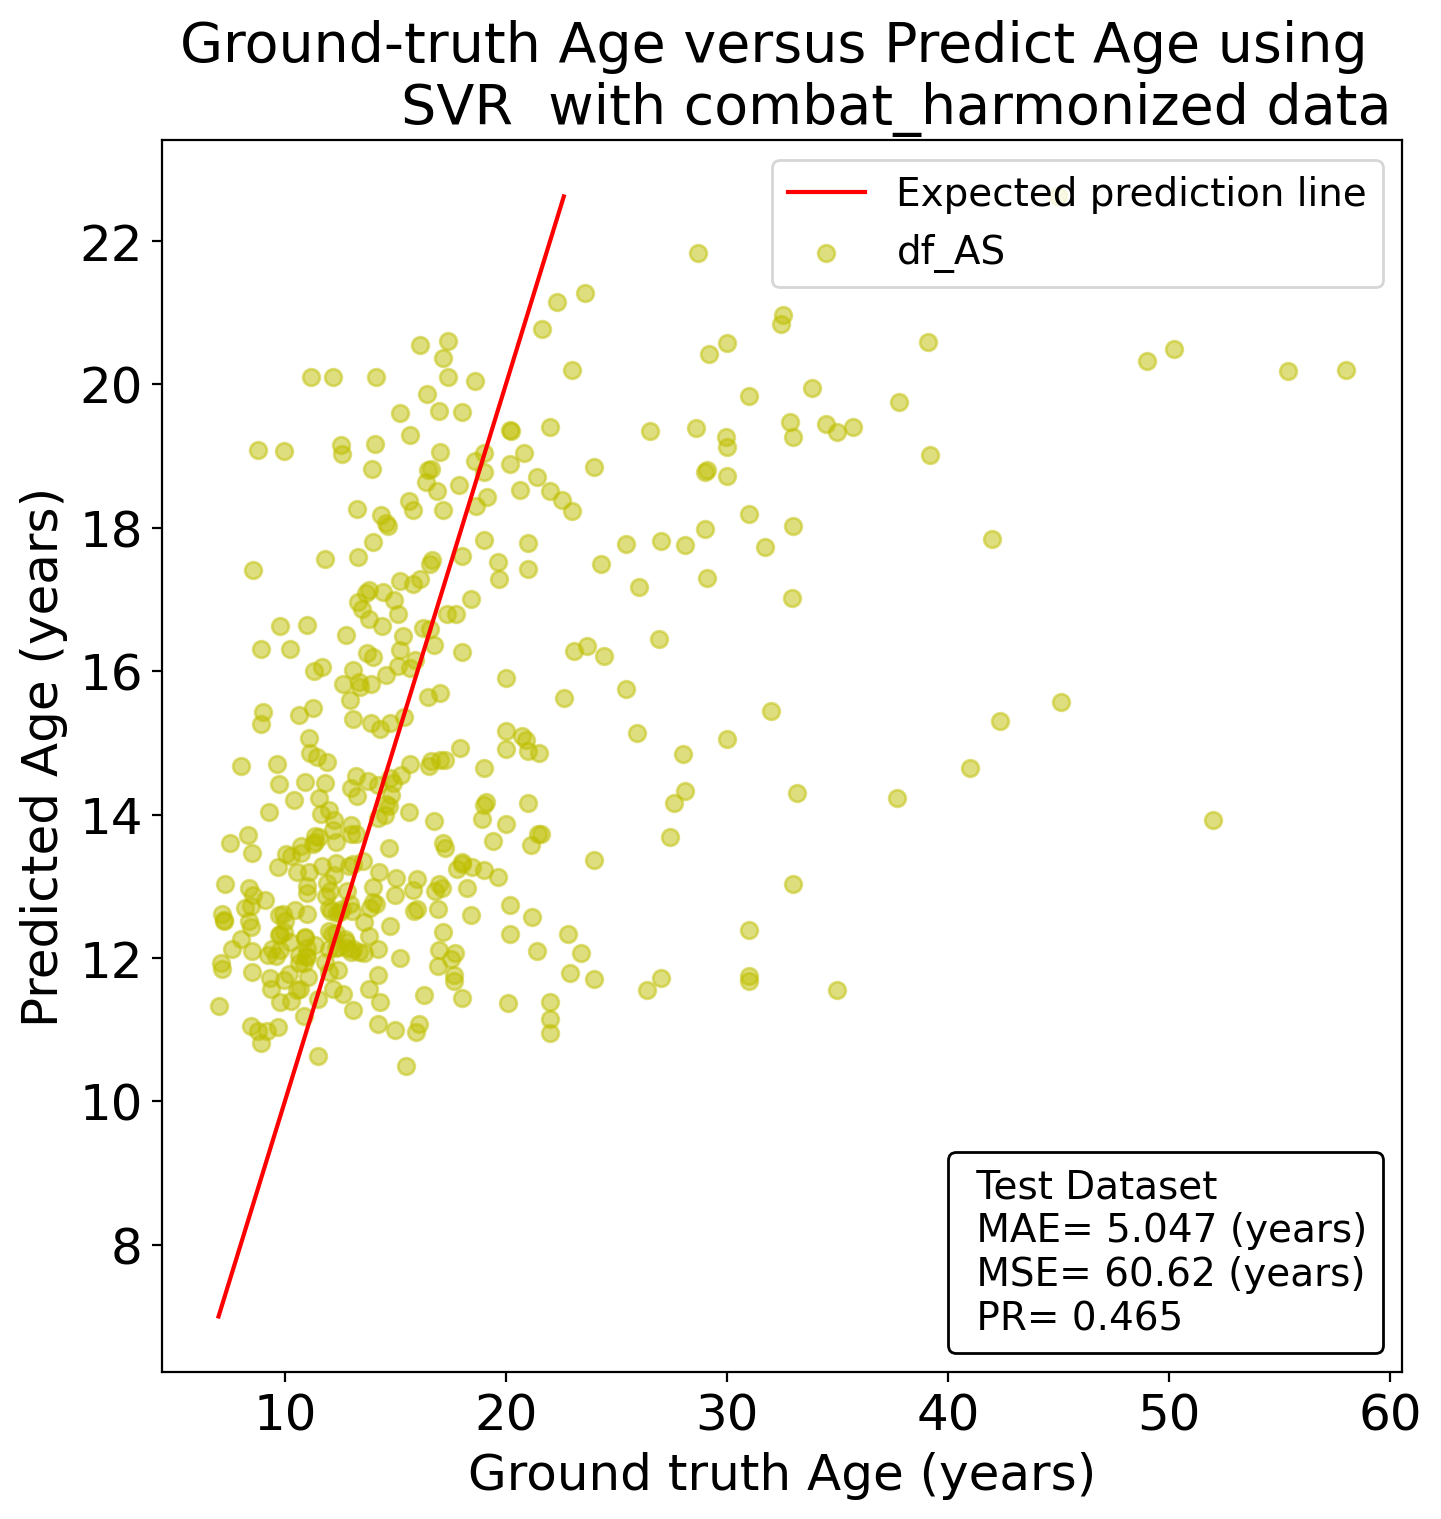 Ground-truth Age versus Predict Age using
SVR  with combat_harmonized data
Expected prediction line
df_AS
22
20
18
16
14
12
10
8
Predicted Age (years)
Test Dataset
MAE= 5.047 (years)
MSE= 60.62 (years)
PR= 0.465
10 20 30 40 50 60
Ground truth Age (years)